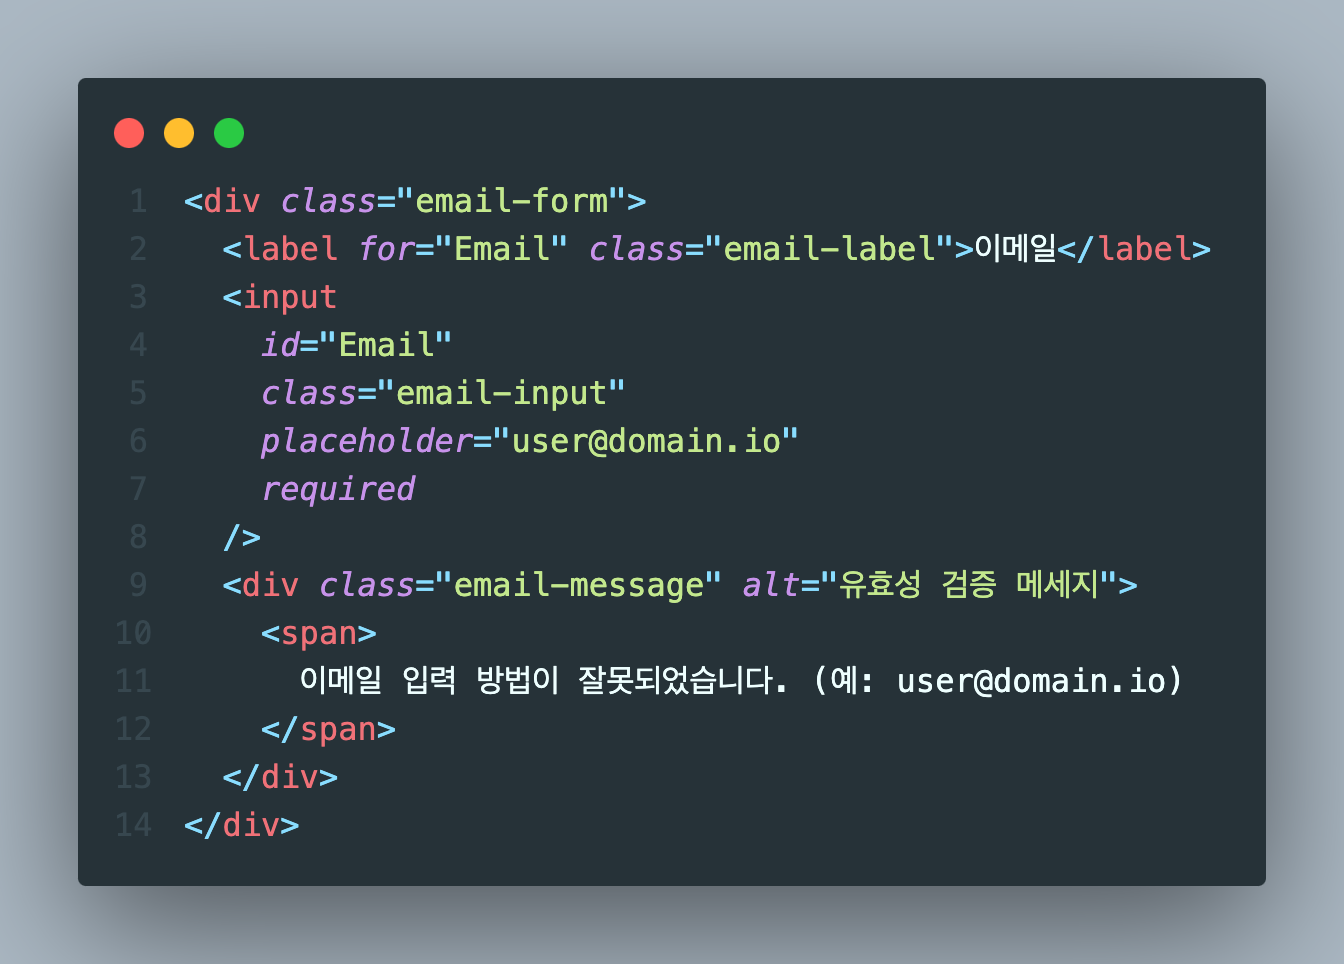 1 <div class="email-form">
2   <label for="Email" class="email-label">이메일</label>
3   <input
4     id="Email"
5     class="email-input"
6     placeholder="user@domain.io"
7     required
8   />
9   <div class="email-message" alt="유효성 검증 메세지">
10     <span>
11       이메일 입력 방법이 잘못되었습니다. (예: user@domain.io)
12     </span>
13   </div>
14 </div>